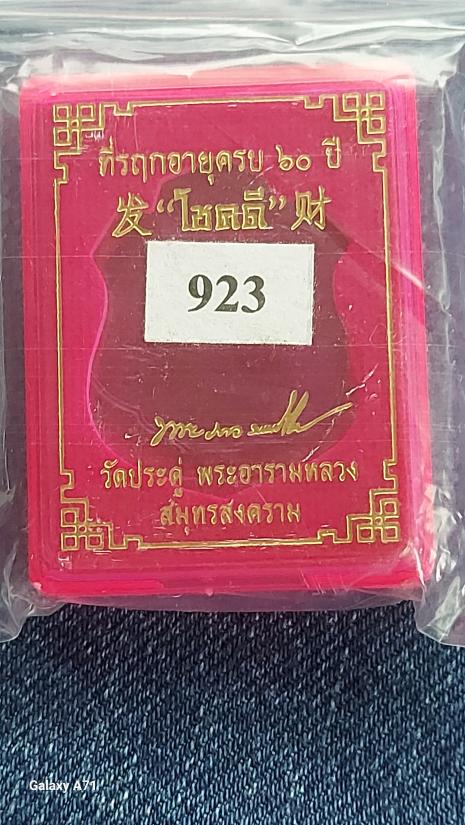 ที่รฤกอายุครบ ๖๐ ปี
发 “โชคดี” 财
923
วัดประดู่ พระอารามหลวง
สมุทรสงคราม
Galaxy A71